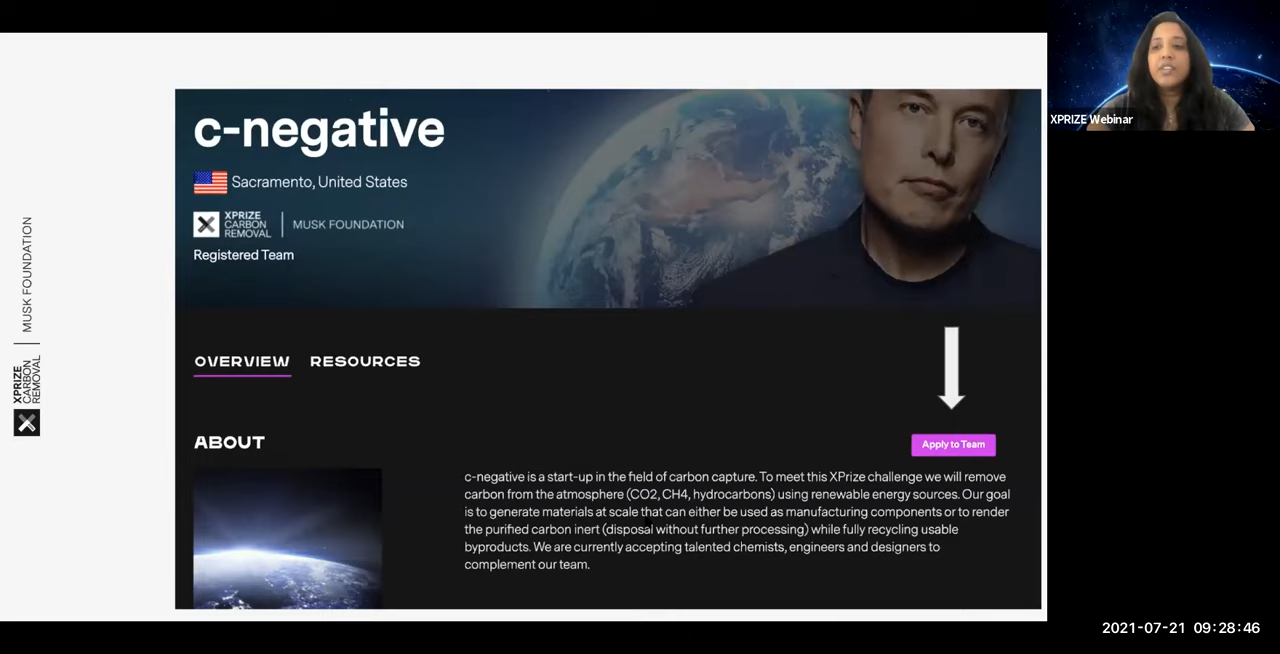 c-negative
Sacramento, United States
XPRIZE
CARBON
REMOVAL
MUSK FOUNDATION
Registered Team
OVERVIEW RESOURCES
ABOUT
Apply to Team
c-negative is a start-up in the field of carbon capture. To meet this XPrize challenge we will remove
carbon from the atmosphere (CO2, CH4, hydrocarbons) using renewable energy sources. Our goal
is to generate materials at scale that can either be used as manufacturing components or to render
the purified carbon inert (disposal without further processing) while fully recycling usable
byproducts. We are currently accepting talented chemists, engineers and designers to
complement our team.
XPRIZE
CARBON
REMOVAL
MUSK FOUNDATION
XPRIZE Webinar
2021-07-21 09:28:46